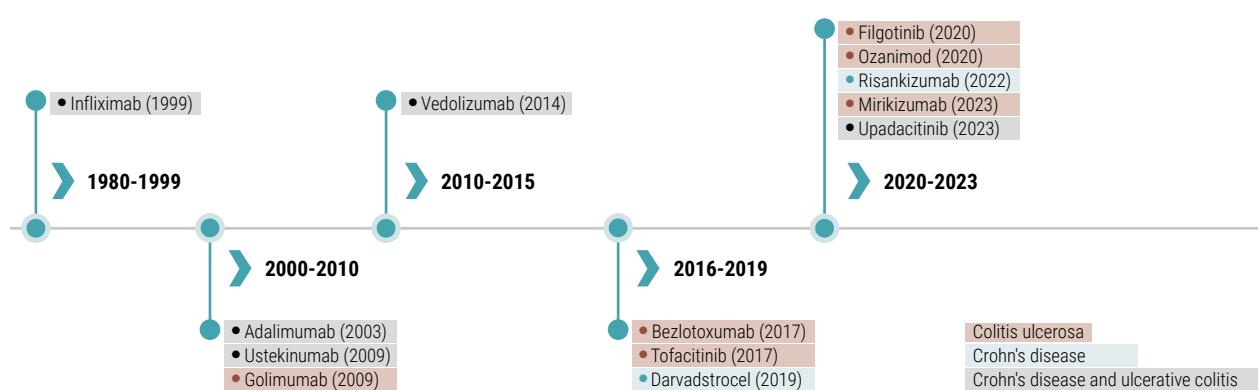 • Infliximab (1999)
1980-1999
2000-2010
• Adalimumab (2003)
• Ustekinumab (2009)
• Golimumab (2009)
• Vedolizumab (2014)
2010-2015
2016-2019
• Bezlotoxumab (2017)
• Tofacitinib (2017)
• Darvadstrocel (2019)
• Filgotinib (2020)
• Ozanimod (2020)
• Risankizumab (2022)
• Mirikizumab (2023)
• Upadacitinib (2023)
2020-2023
Colitis ulcerosa
Crohn's disease
Crohn's disease and ulcerative colitis